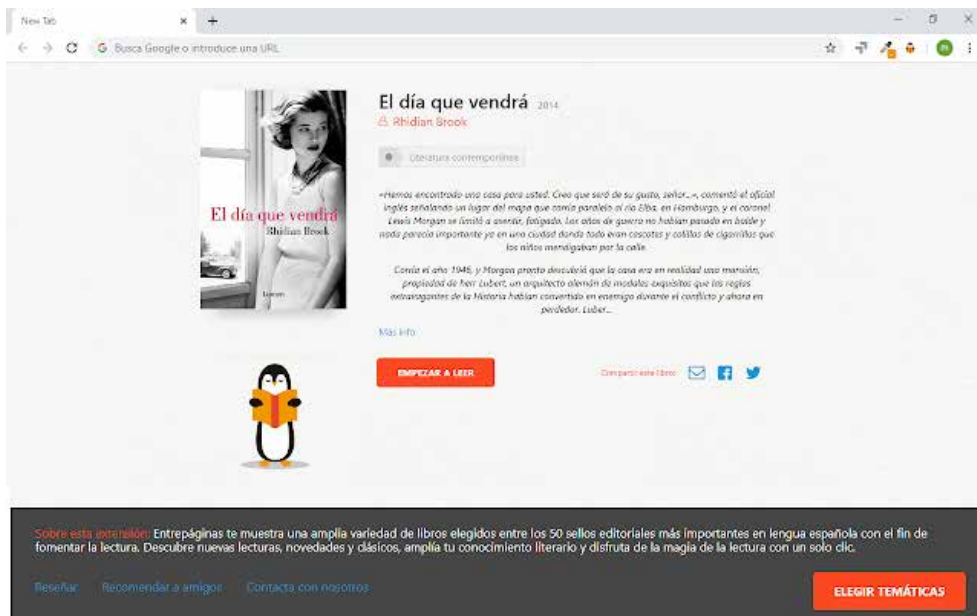 New Tab
Busca Google o introduce una URL
El día que vendrá 2014
Rhidian Brook
Literatura contemporánea
El día que vendrá
Rhidian Brook
Lumen
«Hemos encontrado una casa para usted. Creo que será de su gusto, señor...», comentó el oficial
inglés señalando un lugar del mapa que corría paralelo al río Elba, en Hamburgo, y el coronel
Lewis Morgan se limitó a asentir, fatigado. Los años de guerra no habían pasado en balde y
nada parecía importante ya en una ciudad donde todo eran cascotes y colillas de cigarrillos que
los niños mendigaban por la calle.
Corría el año 1946, y Morgan pronto descubrió que la casa era en realidad una mansión,
propiedad de herr Lubert, un arquitecto alemán de modales exquisitos que las reglas
extravagantes de la Historia habían convertido en enemigo durante el conflicto y ahora en
perdedor. Luber...
Más info
EMPEZAR A LEER
Comparte este libro:
Sobre esta extensión: Entrepáginas te muestra una amplia variedad de libros elegidos entre los 50 sellos editoriales más importantes en lengua española con el fin de
fomentar la lectura. Descubre nuevas lecturas, novedades y clásicos, amplía tu conocimiento literario y disfruta de la magia de la lectura con un solo clic.
Reseñar Recomendar a amigos Contacta con nosotros
ELEGIR TEMÁTICAS